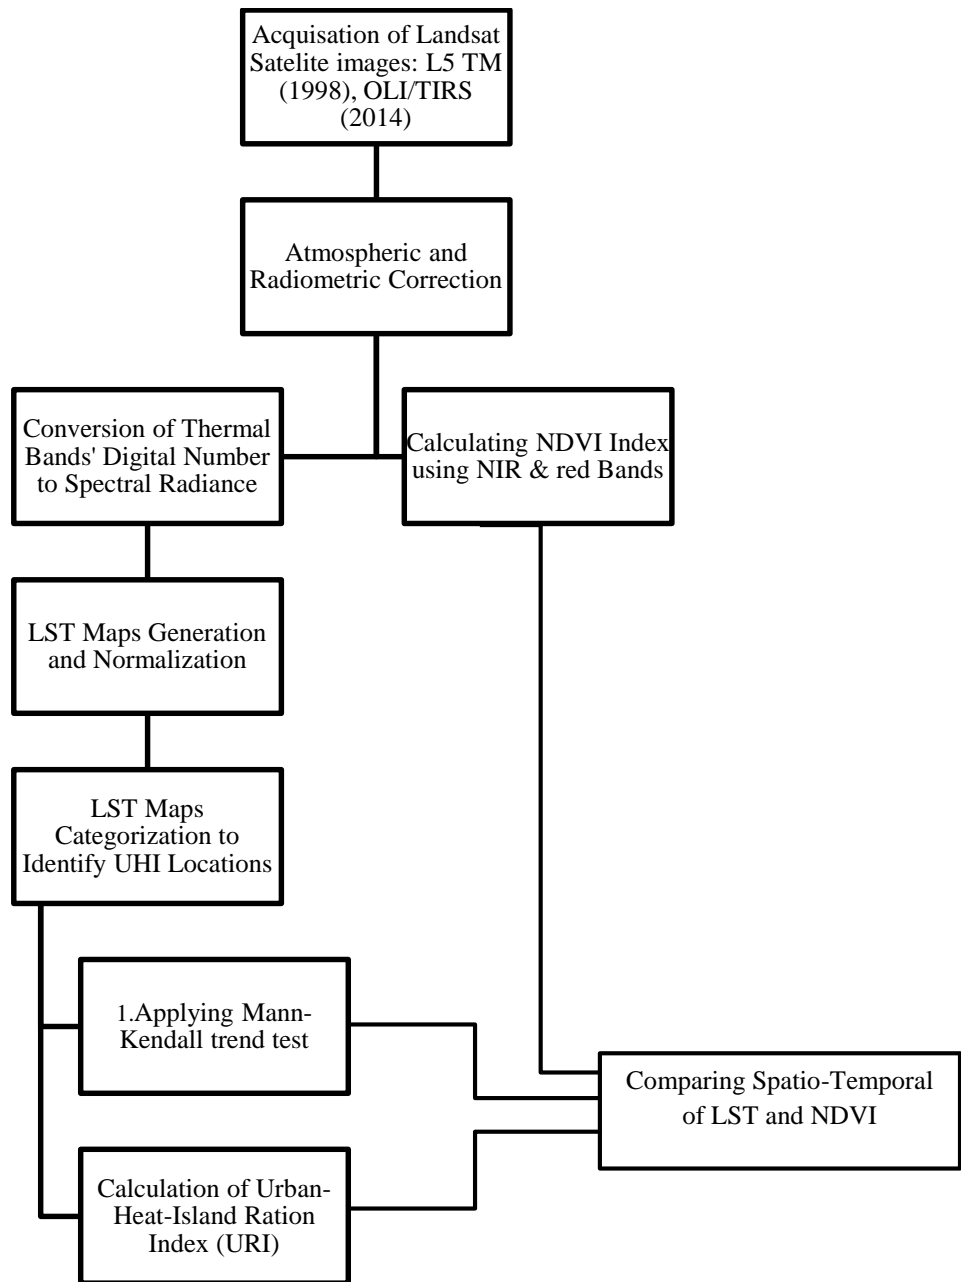 Acquisation of Landsat
Satelite images: L5 TM
(1998), OLI/TIRS
(2014)
Atmospheric and
Radiometric Correction
Conversion of Thermal
Bands' Digital Number
to Spectral Radiance
Calculating NDVI Index
using NIR & red Bands
LST Maps Generation
and Normalization
LST Maps
Categorization to
Identify UHI Locations
1.Applying Mann-
Kendall trend test
Comparing Spatio-Temporal
of LST and NDVI
Calculation of Urban-
Heat-Island Ration
Index (URI)